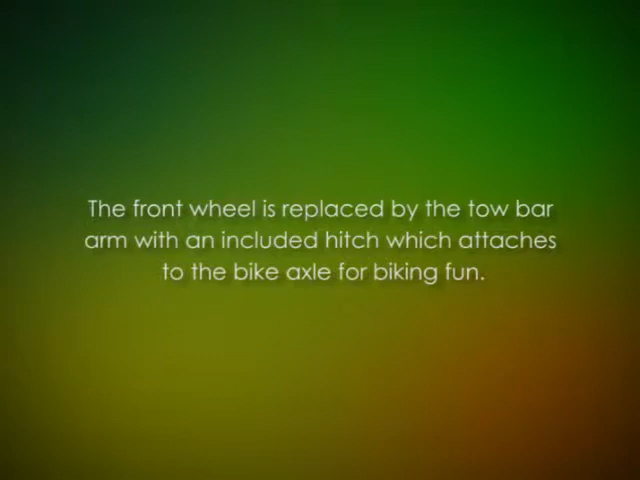 The front wheel is replaced by the tow bar
arm with an included hitch which attaches
to the bike axle for biking fun.